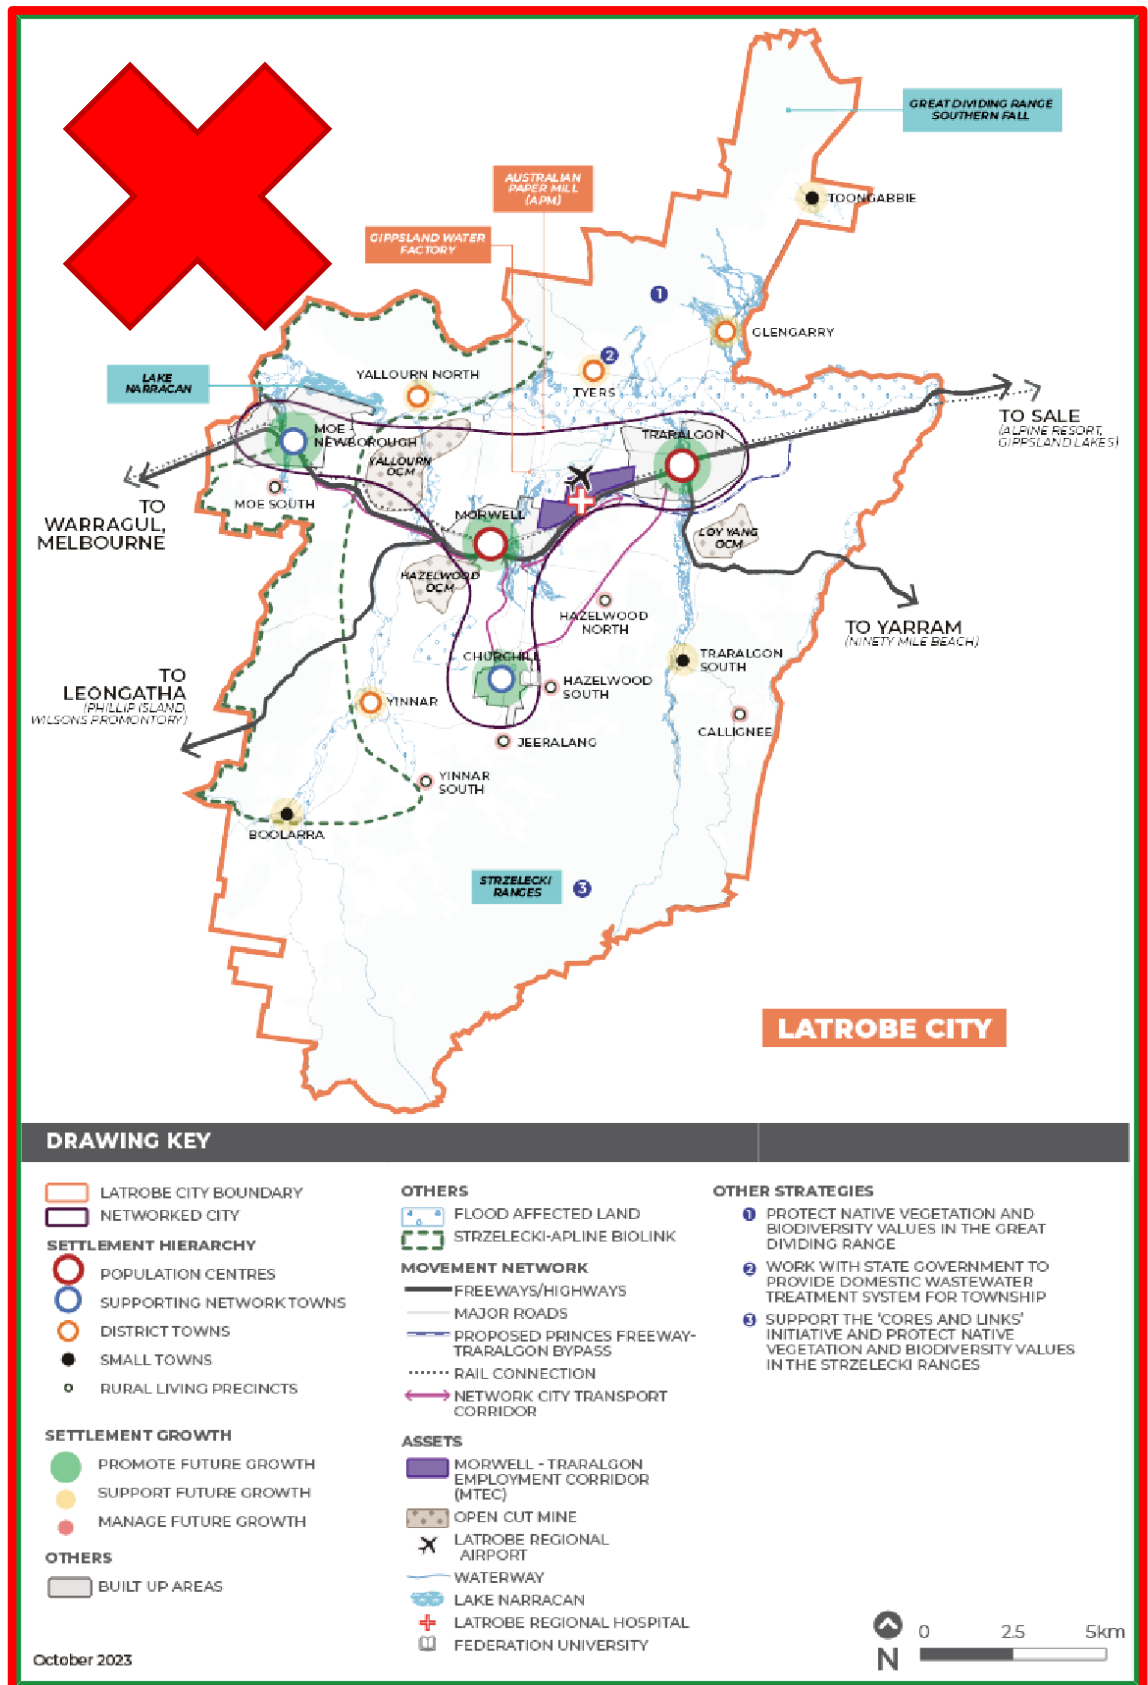 GREAT DIVIDING RANGE
SOUTHERN FALL
AUSTRALIAN
PAPER MILL
(APM)
TOONGABBIE
GIPPSLAND WATER
FACTORY
1
GLENGARRY
2
TYERS
LAKE
NARRACAN
YALLOURN NORTH
TO SALE
(ALPINE RESORT,
GIPPSLAND LAKES)
MOE -
NEWBOROUGH
TRARALGON
YALLOURN
OCM
MOE SOUTH
TO
WARRAGUL,
MELBOURNE
MORWELL
LOY YANG
OCM
HAZELWOOD
OCM
HAZELWOOD
NORTH
TO YARRAM
(NINETY MILE BEACH)
CHURCHILL
TRARALGON
SOUTH
TO
LEONGATHA
(PHILLIP ISLAND,
WILSONS PROMONTORY)
HAZELWOOD
SOUTH
YINNAR
CALLIGNEE
JEERALANG
YINNAR
SOUTH
BOOLARRA
STRZELECKI
RANGES
3
LATROBE CITY
DRAWING KEY
LATROBE CITY BOUNDARY
NETWORKED CITY
SETTLEMENT HIERARCHY
POPULATION CENTRES
SUPPORTING NETWORK TOWNS
DISTRICT TOWNS
SMALL TOWNS
RURAL LIVING PRECINCTS
SETTLEMENT GROWTH
PROMOTE FUTURE GROWTH
SUPPORT FUTURE GROWTH
MANAGE FUTURE GROWTH
OTHERS
BUILT UP AREAS
October 2023
OTHERS
FLOOD AFFECTED LAND
STRZELECKI-APLINE BIOLINK
MOVEMENT NETWORK
FREEWAYS/HIGHWAYS
MAJOR ROADS
PROPOSED PRINCES FREEWAY-
TRARALGON BYPASS
RAIL CONNECTION
NETWORK CITY TRANSPORT
CORRIDOR
ASSETS
MORWELL - TRARALGON
EMPLOYMENT CORRIDOR
(MTEC)
OPEN CUT MINE
LATROBE REGIONAL
AIRPORT
WATERWAY
LAKE NARRACAN
LATROBE REGIONAL HOSPITAL
FEDERATION UNIVERSITY
OTHER STRATEGIES
1 PROTECT NATIVE VEGETATION AND
BIODIVERSITY VALUES IN THE GREAT
DIVIDING RANGE
2 WORK WITH STATE GOVERNMENT TO
PROVIDE DOMESTIC WASTEWATER
TREATMENT SYSTEM FOR TOWNSHIP
3 SUPPORT THE 'CORES AND LINKS'
INITIATIVE AND PROTECT NATIVE
VEGETATION AND BIODIVERSITY VALUES
IN THE STRZELECKI RANGES
N
0 2.5 5km